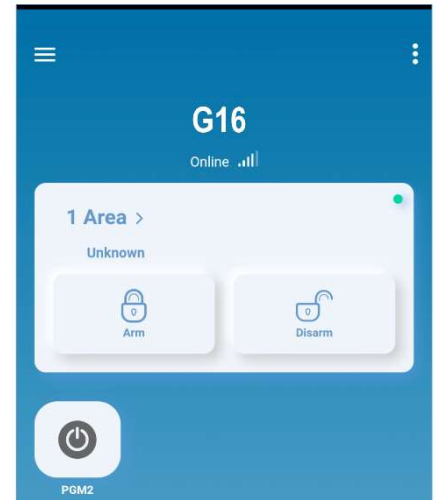 G16
Online
1 Area >
Unknown
Arm
Disarm
PGM2